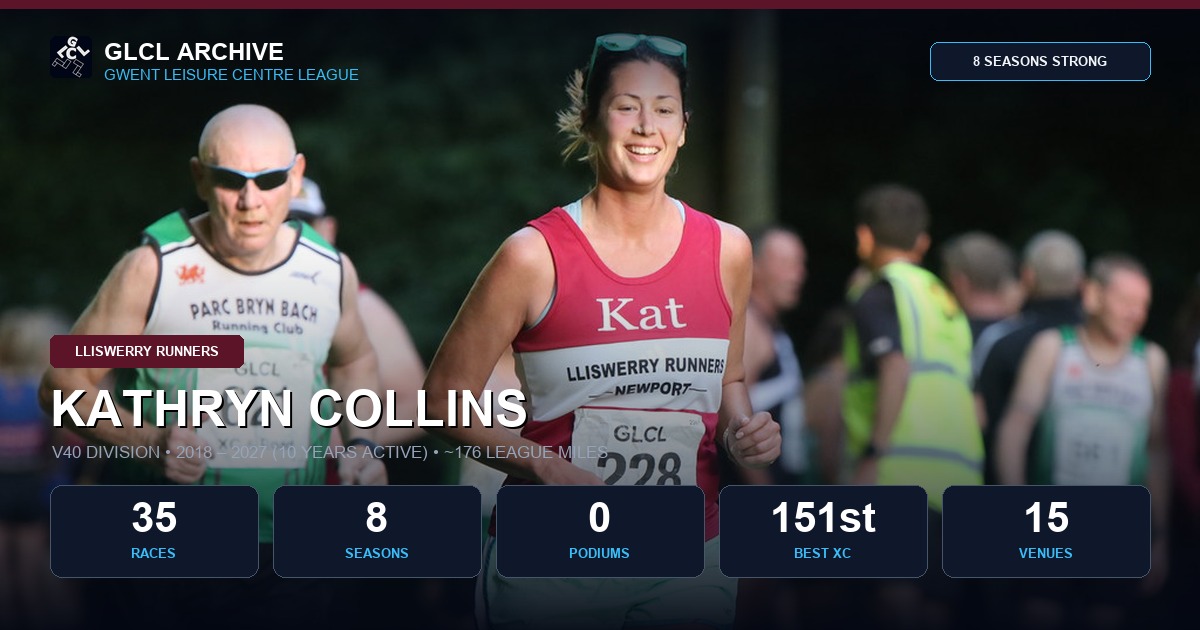 GLCL ARCHIVE
GWENT LEISURE CENTRE LEAGUE
8 SEASONS STRONG
PARC BRYN BACH
Running Club
GLCL
Kat
LLISWERRY RUNNERS
NEWPORT
GLCL
228
LLISWERRY RUNNERS
KATHRYN COLLINS
V40 DIVISION • 2018 – 2027 (10 YEARS ACTIVE) • ~176 LEAGUE MILES
35
RACES
8
SEASONS
0
PODIUMS
151st
BEST XC
15
VENUES